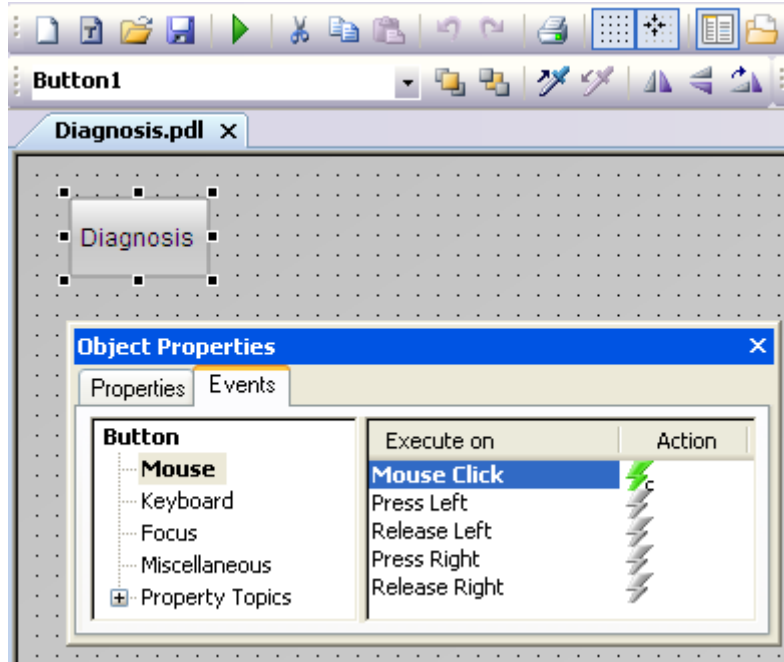 Button1
Diagnosis.pdl X
Diagnosis
Object Properties
Properties Events
Button
Mouse
Keyboard
Focus
Miscellaneous
Property Topics
Execute on Action
Mouse Click
c
Press Left
Release Left
Press Right
Release Right